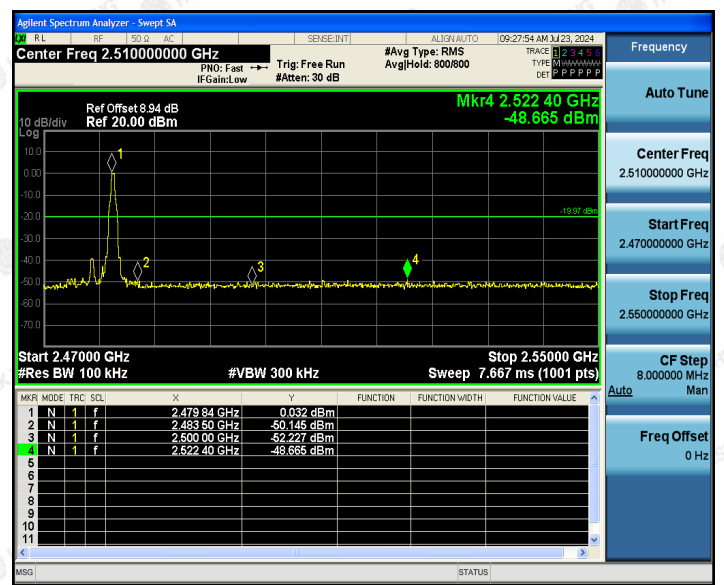 Agilent Spectrum Analyzer - Swept SA
LXI RL RF 50 Ω AC SENSE:INT ALIGN AUTO 09:27:54 AM Jul 23, 2024
Center Freq 2.510000000 GHz
PNO: Fast
IFGain:Low
Trig: Free Run
#Atten: 30 dB
#Avg Type: RMS
Avg|Hold: 800/800
TRACE 1 2 3 4 5 6
TYPE M
DET P P P P P P
Frequency
Auto Tune
Center Freq
2.510000000 GHz
Start Freq
2.470000000 GHz
Stop Freq
2.550000000 GHz
CF Step
8.000000 MHz
Auto Man
Freq Offset
0 Hz
Mkr4 2.522 40 GHz
-48.665 dBm
Ref Offset 8.94 dB
10 dB/div Ref 20.00 dBm
Log
10.0
0.00
-10.0
-20.0
-30.0
-40.0
-50.0
-60.0
-70.0
1
2
3
4
-19.97 dBm
Start 2.47000 GHz Stop 2.55000 GHz
#Res BW 100 kHz #VBW 300 kHz Sweep 7.667 ms (1001 pts)
MKR MODE TRC SCL X Y FUNCTION FUNCTION WIDTH FUNCTION VALUE
1 N 1 f 2.479 84 GHz 0.032 dBm
2 N 1 f 2.483 50 GHz -50.145 dBm
3 N 1 f 2.500 00 GHz -52.227 dBm
4 N 1 f 2.522 40 GHz -48.665 dBm
5
6
7
8
9
10
11
MSG STATUS